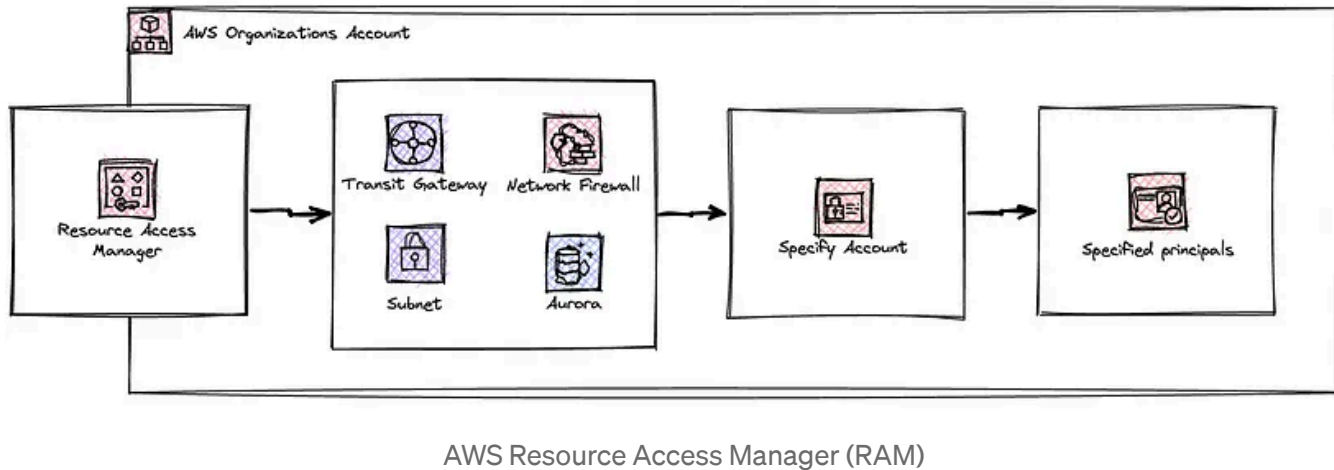 AWS Organizations Account
Resource Access
Manager
Transit Gateway
Network Firewall
Subnet
Aurora
Specify Account
Specified principals
AWS Resource Access Manager (RAM)